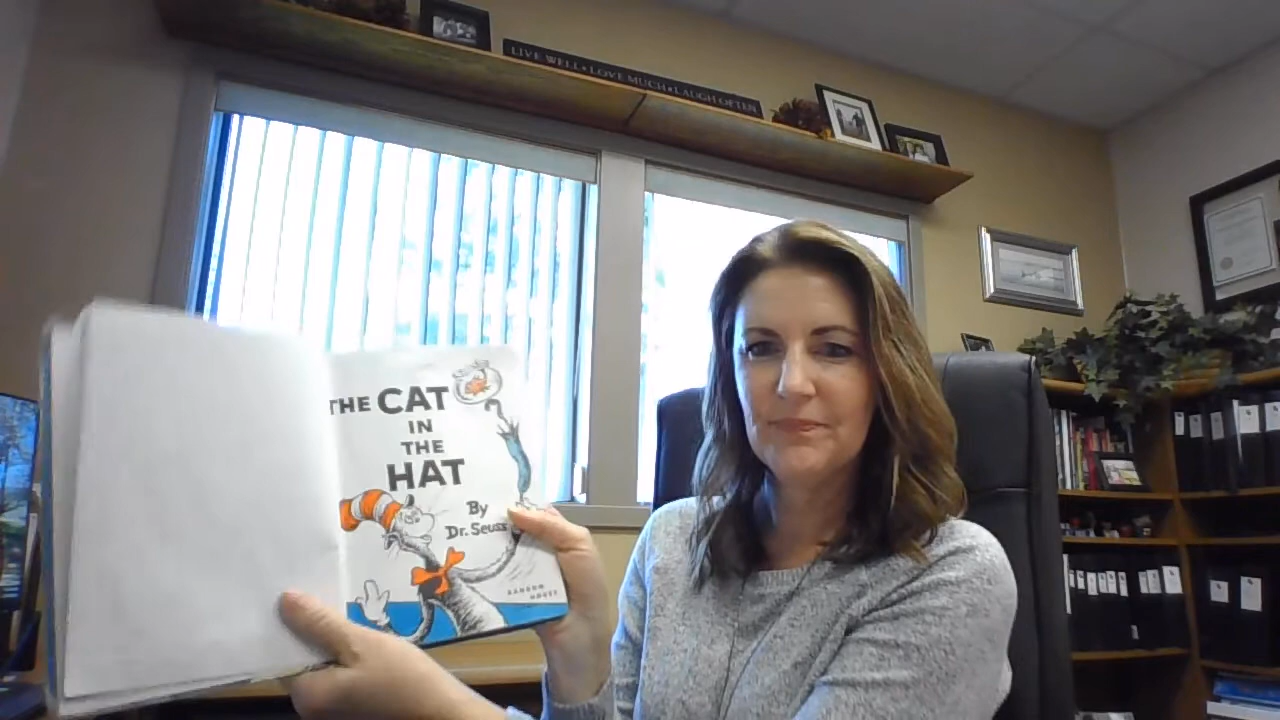 LIVE WELL • LOVE MUCH • LAUGH OFTEN
THE CAT
IN
THE
HAT
By
Dr. Seuss
RANDOM
HOUSE